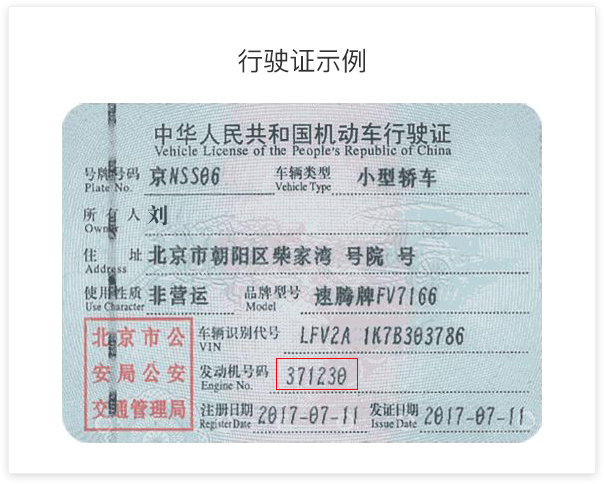 行驶证示例
中华人民共和国机动车行驶证
Vehicle License of the People's Republic of China
号牌号码 京NSS06 车辆类型 小型轿车
Plate No. Vehicle Type
所有人 刘
Owner
住址 北京市朝阳区柴家湾 号院 号
Address
使用性质 非营运 品牌型号 速腾牌FV7166
Use Character Model
北京市公
安局公安
交通管理局
车辆识别代号 LFV2A 1K7B303786
VIN
发动机号码 371230
Engine No.
注册日期 2017-07-11 发证日期 2017-07-11
Register Date Issue Date